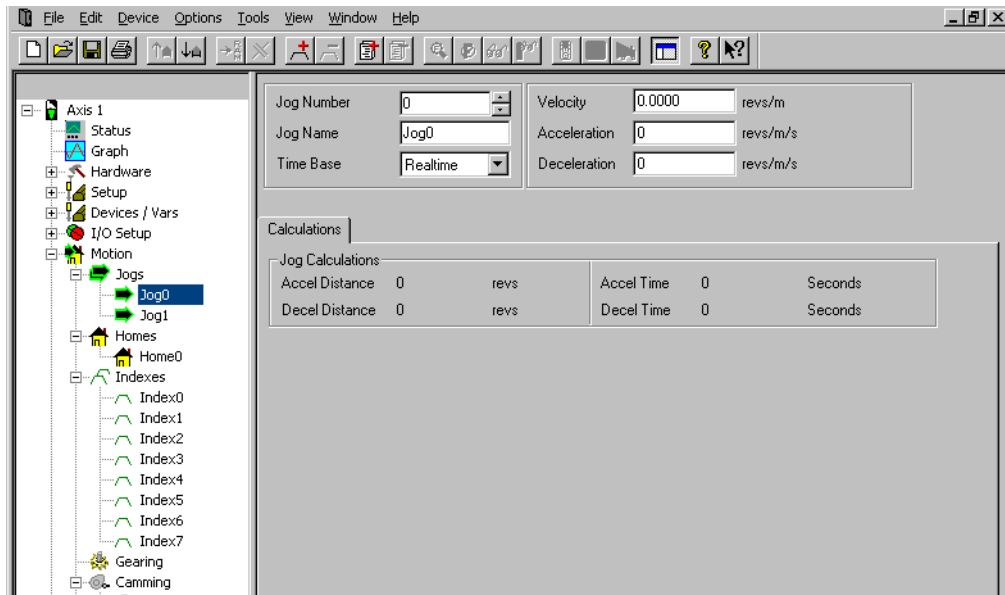 File Edit Device Options Tools View Window Help
Axis 1
Status
Graph
Hardware
Setup
Devices / Vars
I/O Setup
Motion
Jogs
Jog0
Jog1
Homes
Home0
Indexes
Index0
Index1
Index2
Index3
Index4
Index5
Index6
Index7
Gearing
Camming
Jog Number 0
Jog Name Jog0
Time Base Realtime
Velocity 0.0000 revs/m
Acceleration 0 revs/m/s
Deceleration 0 revs/m/s
Calculations
Jog Calculations
Accel Distance 0 revs Accel Time 0 Seconds
Decel Distance 0 revs Decel Time 0 Seconds